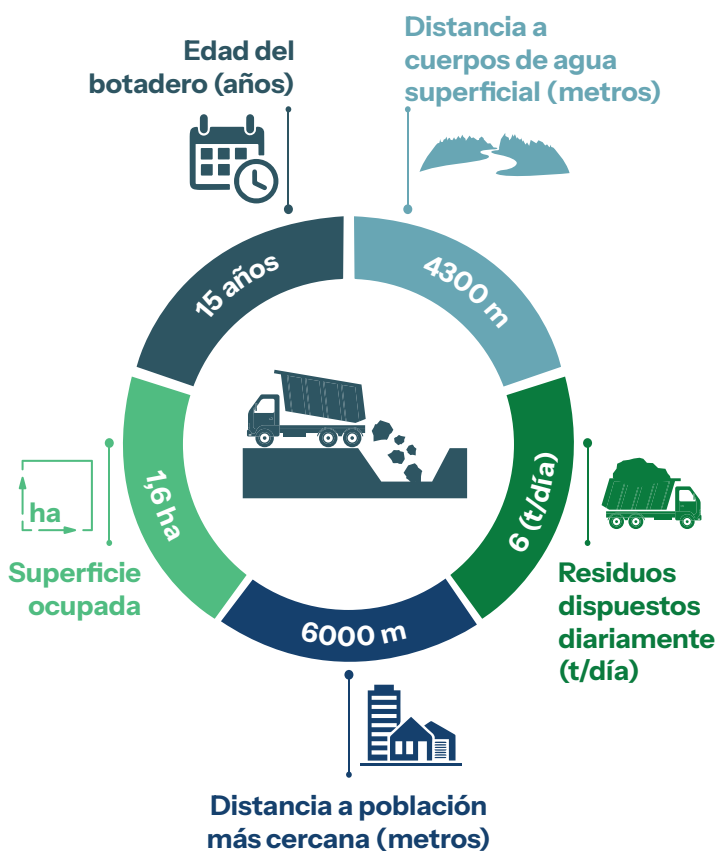 Edad del
botadero (años)
Distancia a
cuerpos de agua
superficial (metros)
15 años
4300 m
1,6 ha
6 (t/día)
ha
Superficie
ocupada
Residuos
dispuestos
diariamente
(t/día)
6000 m
Distancia a población
más cercana (metros)